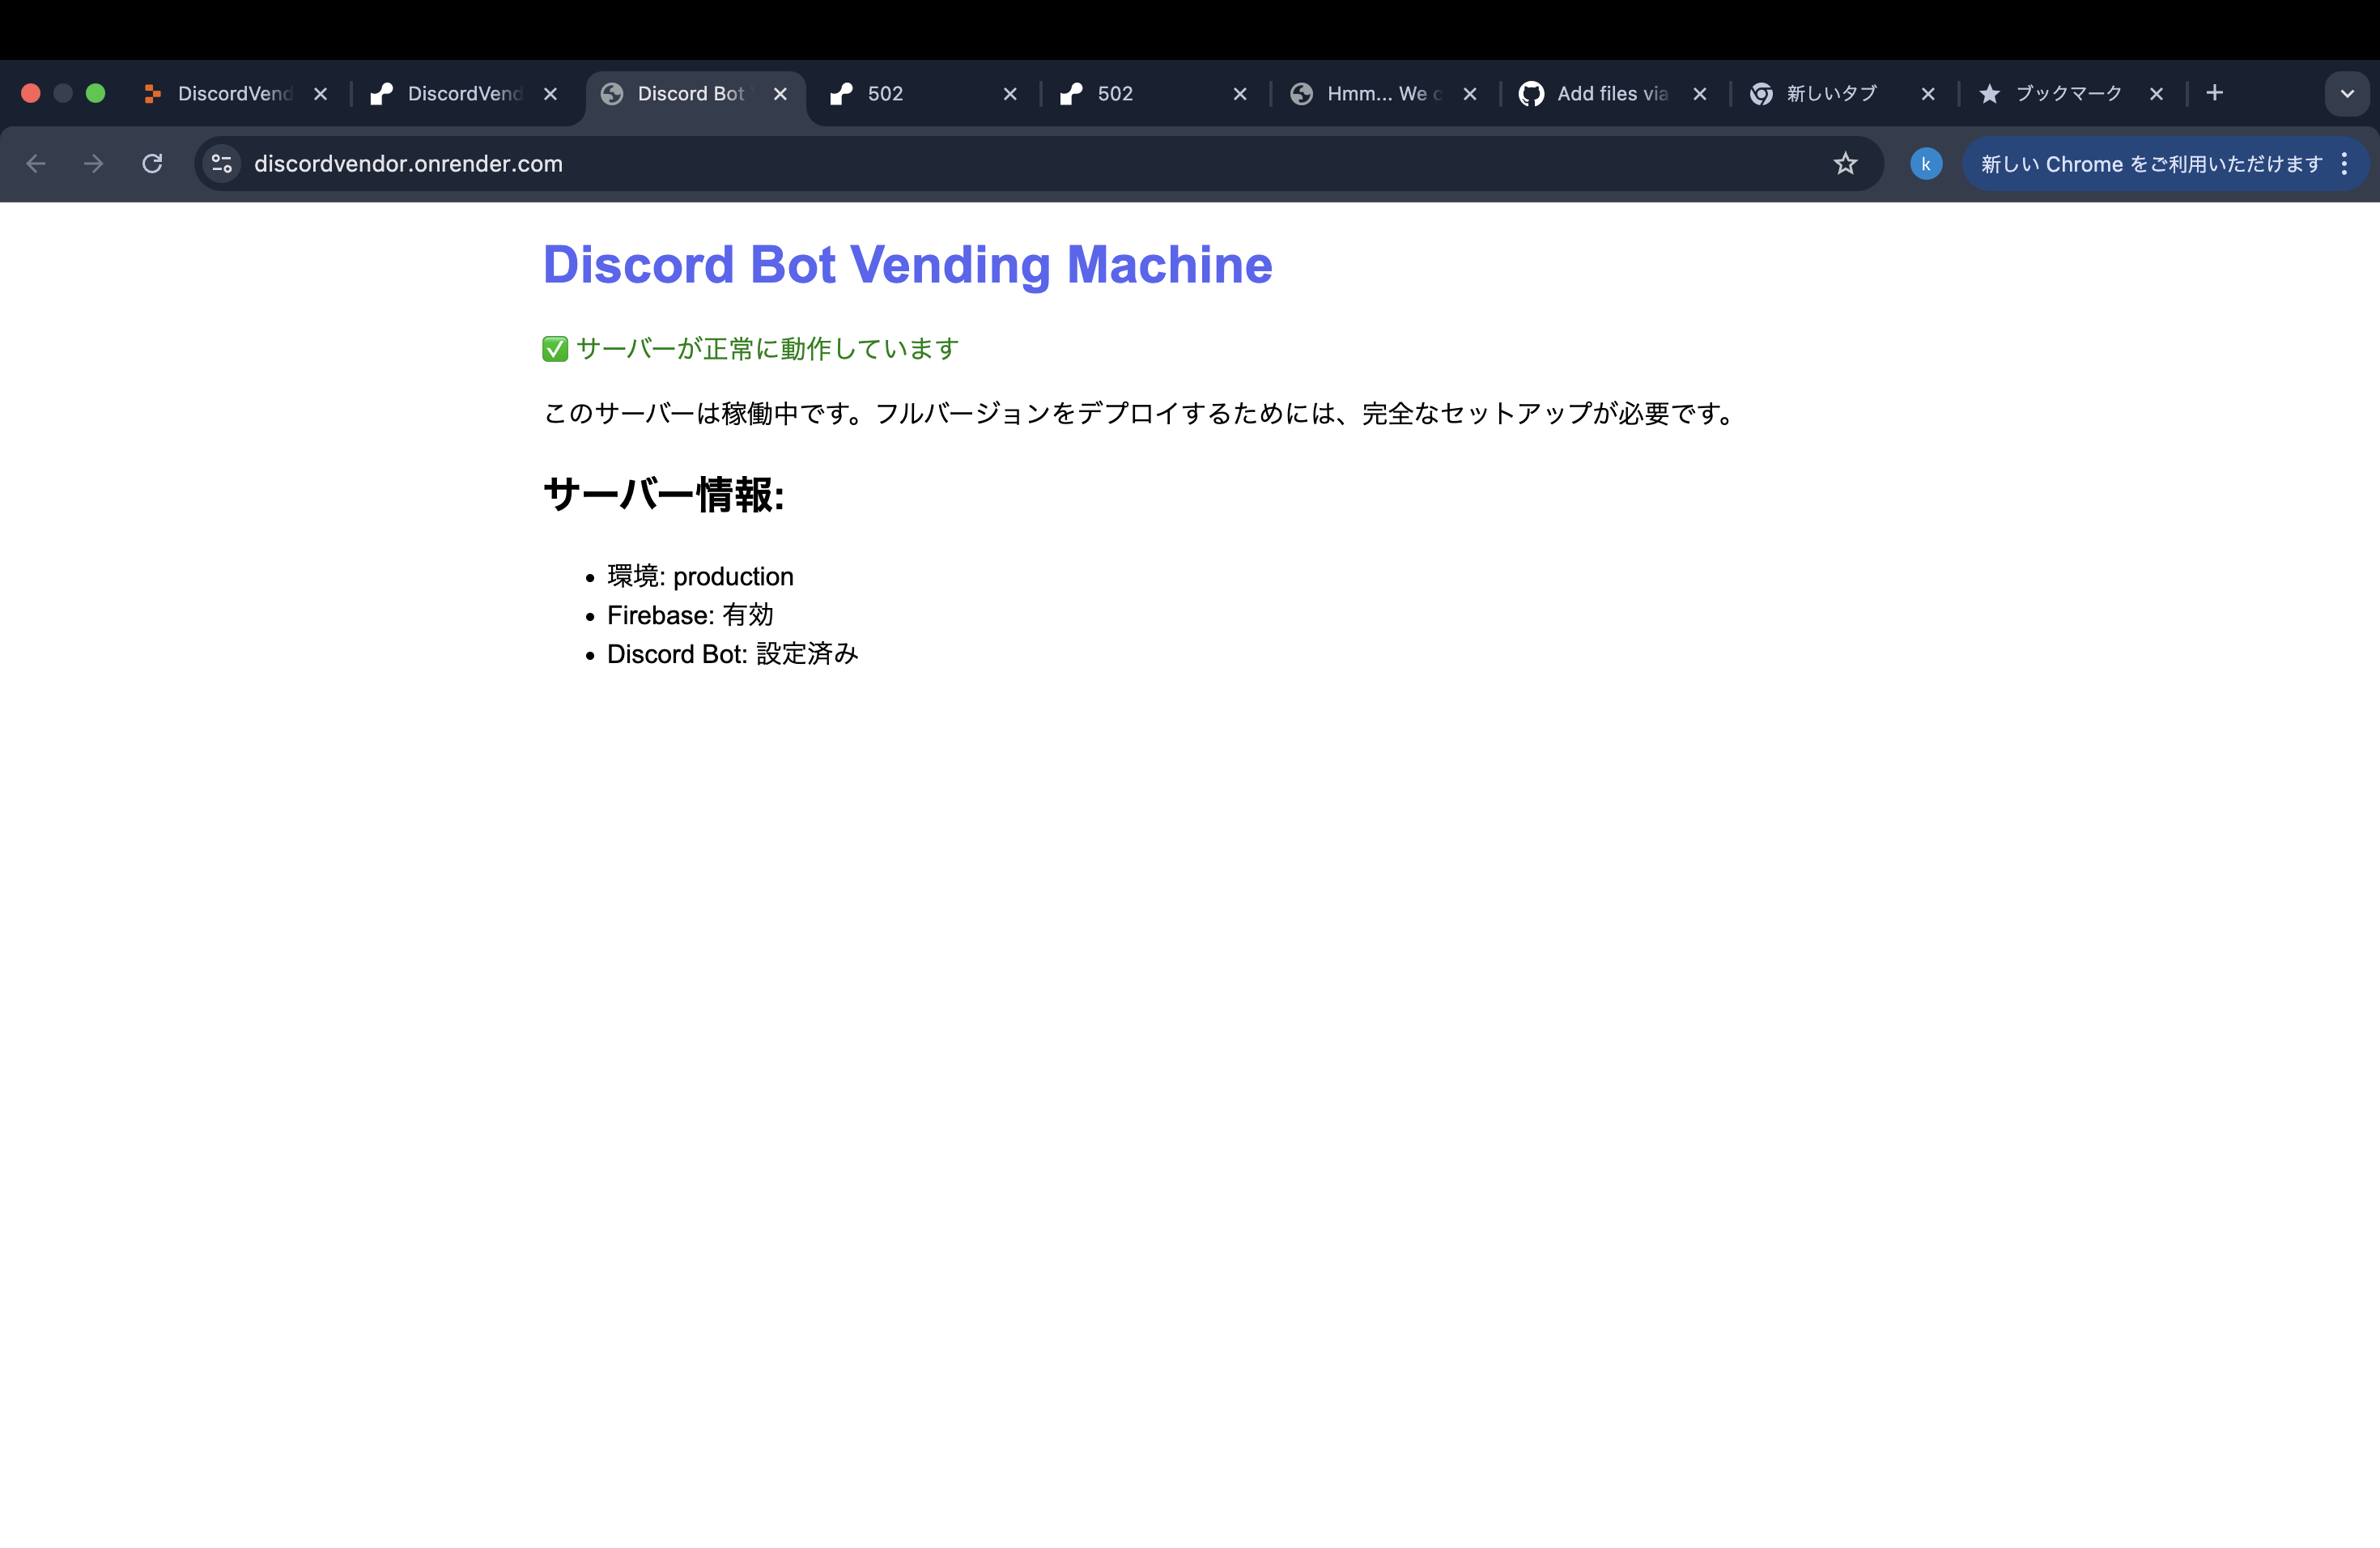 DiscordVend
DiscordVend
Discord Bot
502
502
Hmm... We c
Add files via
新しいタブ
ブックマーク
discordvendor.onrender.com
k
新しい Chrome をご利用いただけます
Discord Bot Vending Machine
✅ サーバーが正常に動作しています
このサーバーは稼働中です。フルバージョンをデプロイするためには、完全なセットアップが必要です。
サーバー情報:
• 環境: production
• Firebase: 有効
• Discord Bot: 設定済み